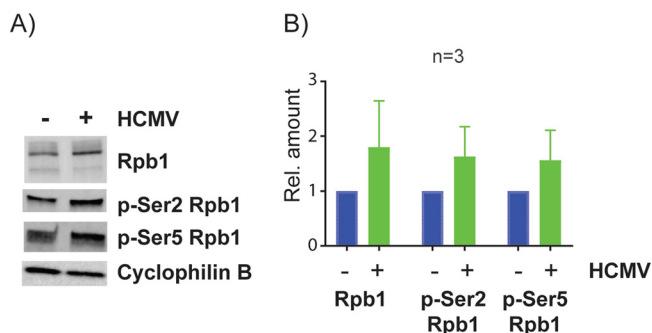 A)
- + HCMV
Rpb1
p-Ser2 Rpb1
p-Ser5 Rpb1
Cyclophilin B
B)
n=3
Rel. amount
3
2
1
0
- + - + - + HCMV
Rpb1 p-Ser2 p-Ser5
Rpb1 Rpb1